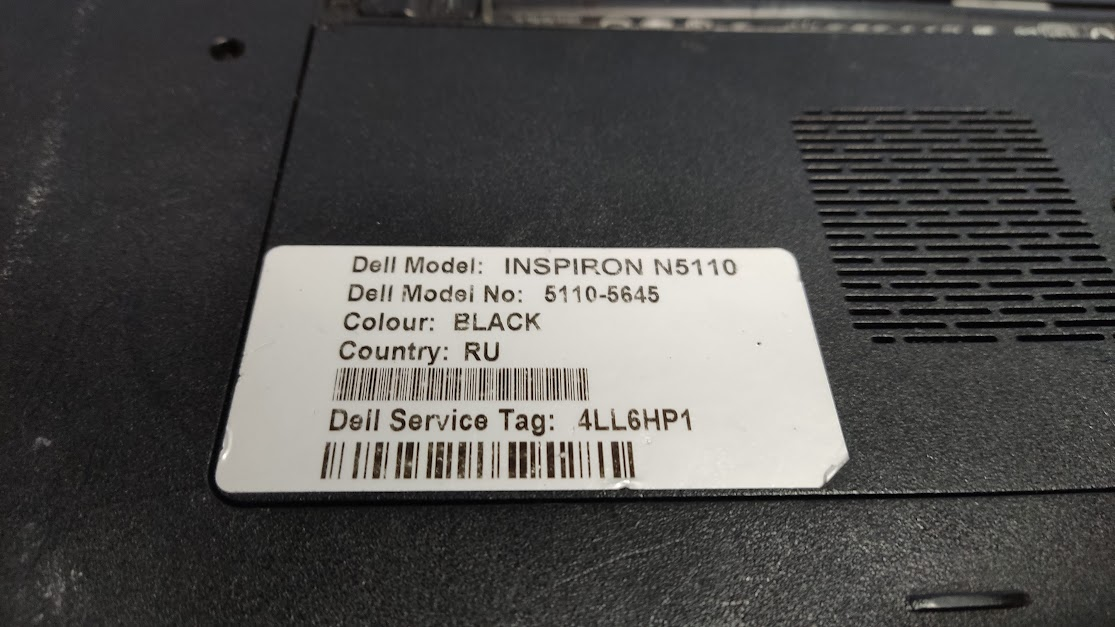 Dell Model: INSPIRON N5110
Dell Model No: 5110-5645
Colour: BLACK
Country: RU
Dell Service Tag: 4LL6HP1